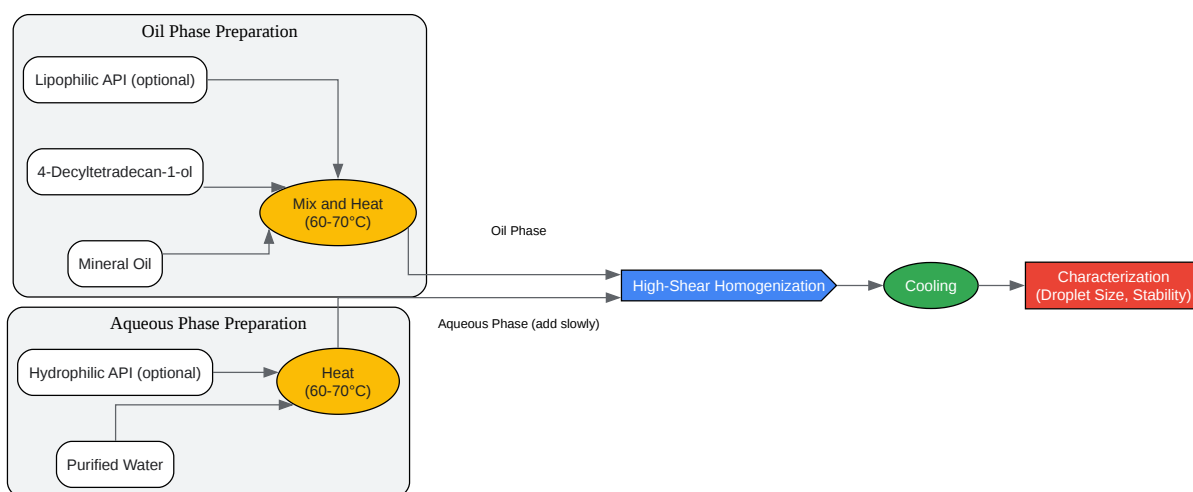 Oil Phase Preparation
Lipophilic API (optional)
4-Decyltetradecan-1-ol
Mix and Heat
(60-70°C)
Mineral Oil
Oil Phase
High-Shear Homogenization
Cooling
Characterization
(Droplet Size, Stability)
Aqueous Phase (add slowly)
Aqueous Phase Preparation
Hydrophilic API (optional)
Heat
(60-70°C)
Purified Water